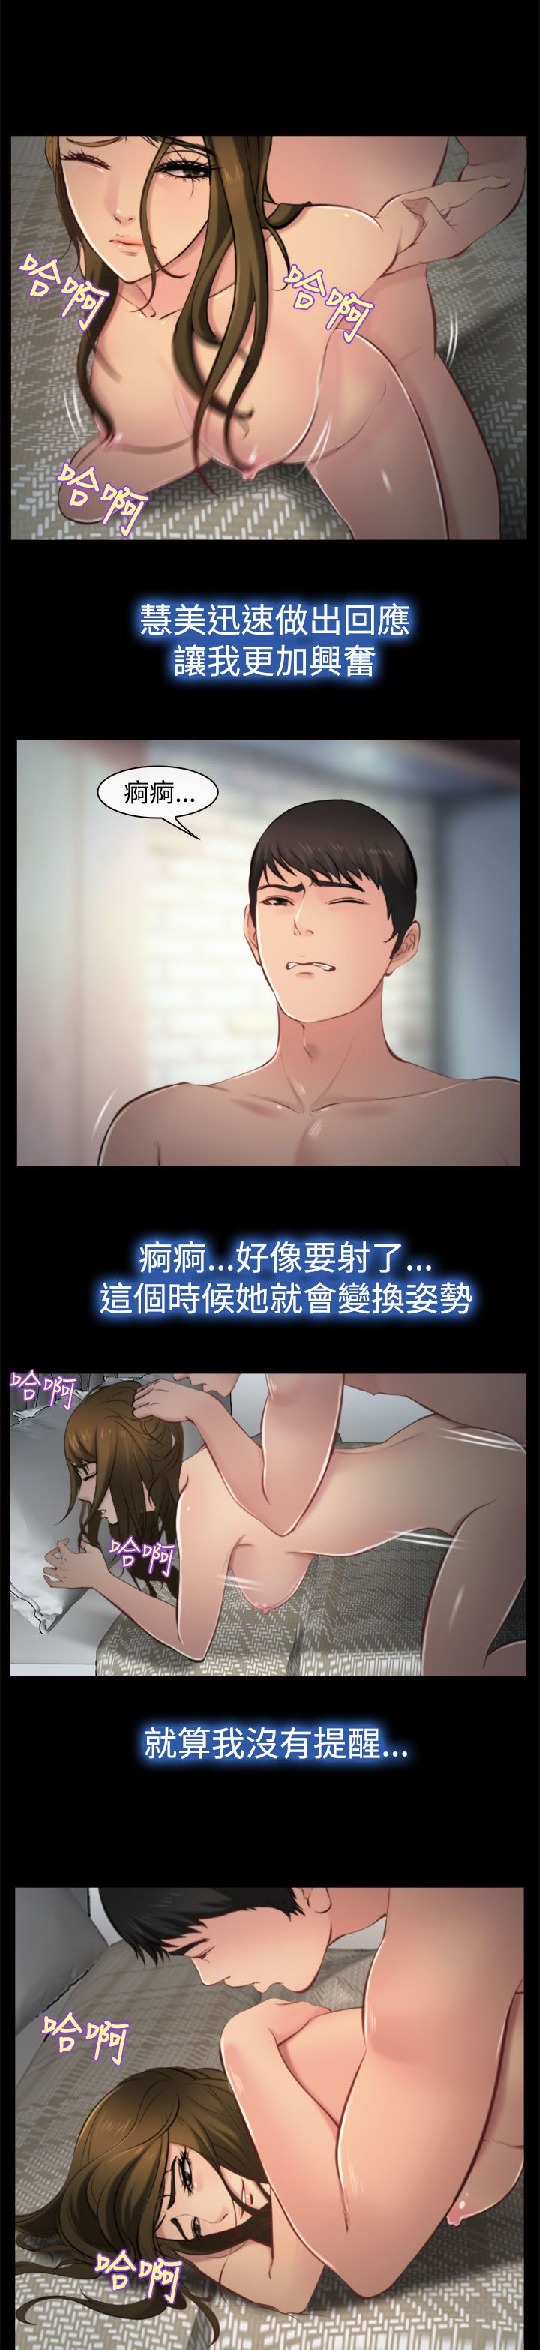 哈啊
哈啊
哈啊
慧美迅速做出回應
讓我更加興奮
痾痾...
痾痾...好像要射了...
這個時候她就會變換姿勢
哈啊
哈啊
就算我沒有提醒...
哈啊
哈啊